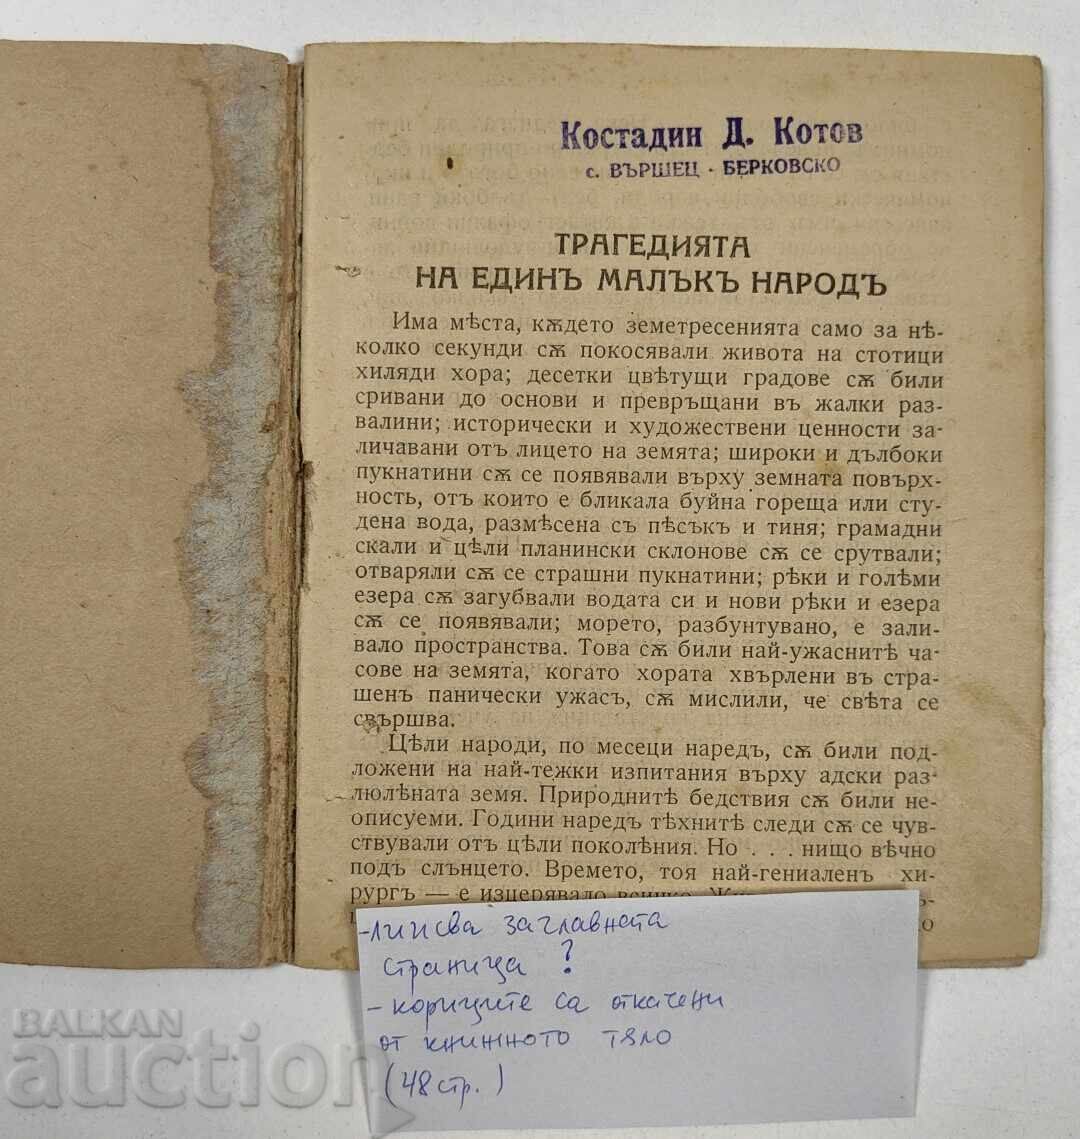 Костадин Д. Котов
с. ВЪРШЕЦ - БЕРКОВСКО
ТРАГЕДИЯТА
НА ЕДИНЪ МАЛЪКЪ НАРОДЪ
Има мѣста, кѫдето земетресенията само за нѣ-
колко секунди сѫ покосявали живота на стотици
хиляди хора; десетки цвѣтущи градове сѫ били
сривани до основи и превръщани въ жалки раз-
валини; исторически и художествени ценности за-
личавани отъ лицето на земята; широки и дълбоки
пукнатини сѫ се появявали върху земната повърх-
ность, отъ които е бликала буйна гореща или сту-
дена вода, размѣсена съ пѣсъкъ и тиня; грамадни
скали и цѣли планински склонове сѫ се срутвали;
отваряли сѫ се страшни пукнатини; рѣки и голѣми
езера сѫ загубвали водата си и нови рѣки и езера
сѫ се появявали; морето, разбунтувано, е зали-
вало пространства. Това сѫ били най-ужаснитѣ ча-
сове на земята, когато хората хвърлени въ стра-
шенъ панически ужасъ, сѫ мислили, че свѣта се
свършва.
Цѣли народи, по месеци наредъ, сѫ били под-
ложени на най-тежки изпитания върху адски раз-
люлѣната земя. Природнитѣ бедствия сѫ били не-
описуеми. Години наредъ тѣхнитѣ следи сѫ се чув-
ствували отъ цѣли поколѣния. Но . . . нищо вѣчно
подъ слънцето. Времето, тоя най-гениаленъ хи-
рургъ — е изцерявало всичко.
- липсва заглавната
страница ?
- кориците са откачени
от книжното тяло
(48 стр.)
BALKAN
auction